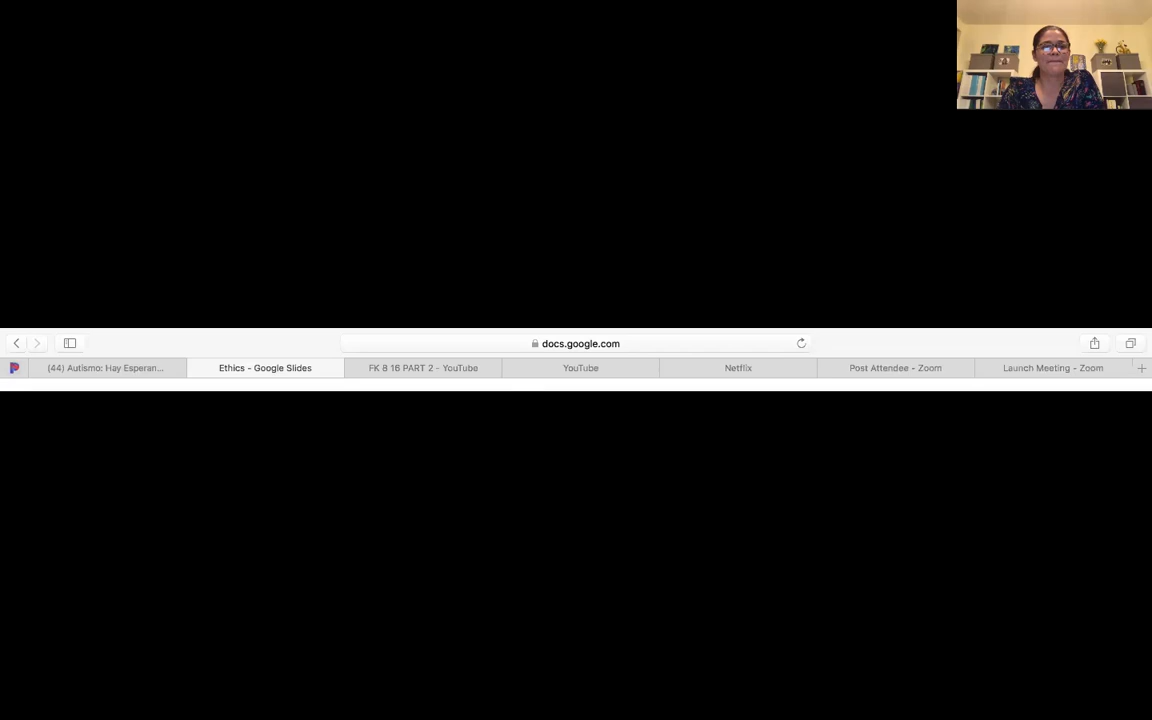 docs.google.com
(44) Autismo: Hay Esperan...
Ethics - Google Slides
FK 8 16 PART 2 - YouTube
YouTube
Netflix
Post Attendee - Zoom
Launch Meeting - Zoom